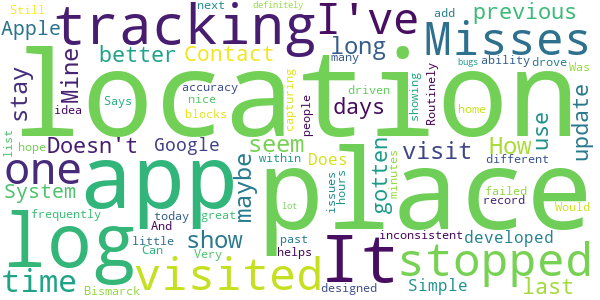 Still
definitely
next
Apple
tracking
I've
add
previous
idea
Mine
better
Contact
long
many
ability
drove
Misses
Was
stay
location
Says
accuracy
nice
blocks
capturing
people
days
showing
Routinely
home
bugs
update
list
hope
Doesn't
Google
seem
visit
How
use
different
one
app
place
System
Does
within
maybe
issues
hours
gotten
minutes
driven
failed
record
Would
log
frequently
today
great
show
past
lot
It
inconsistent
developed
And
visited
stopped
time
Can
little
Very
helps
designed
Simple
last
Bismarck